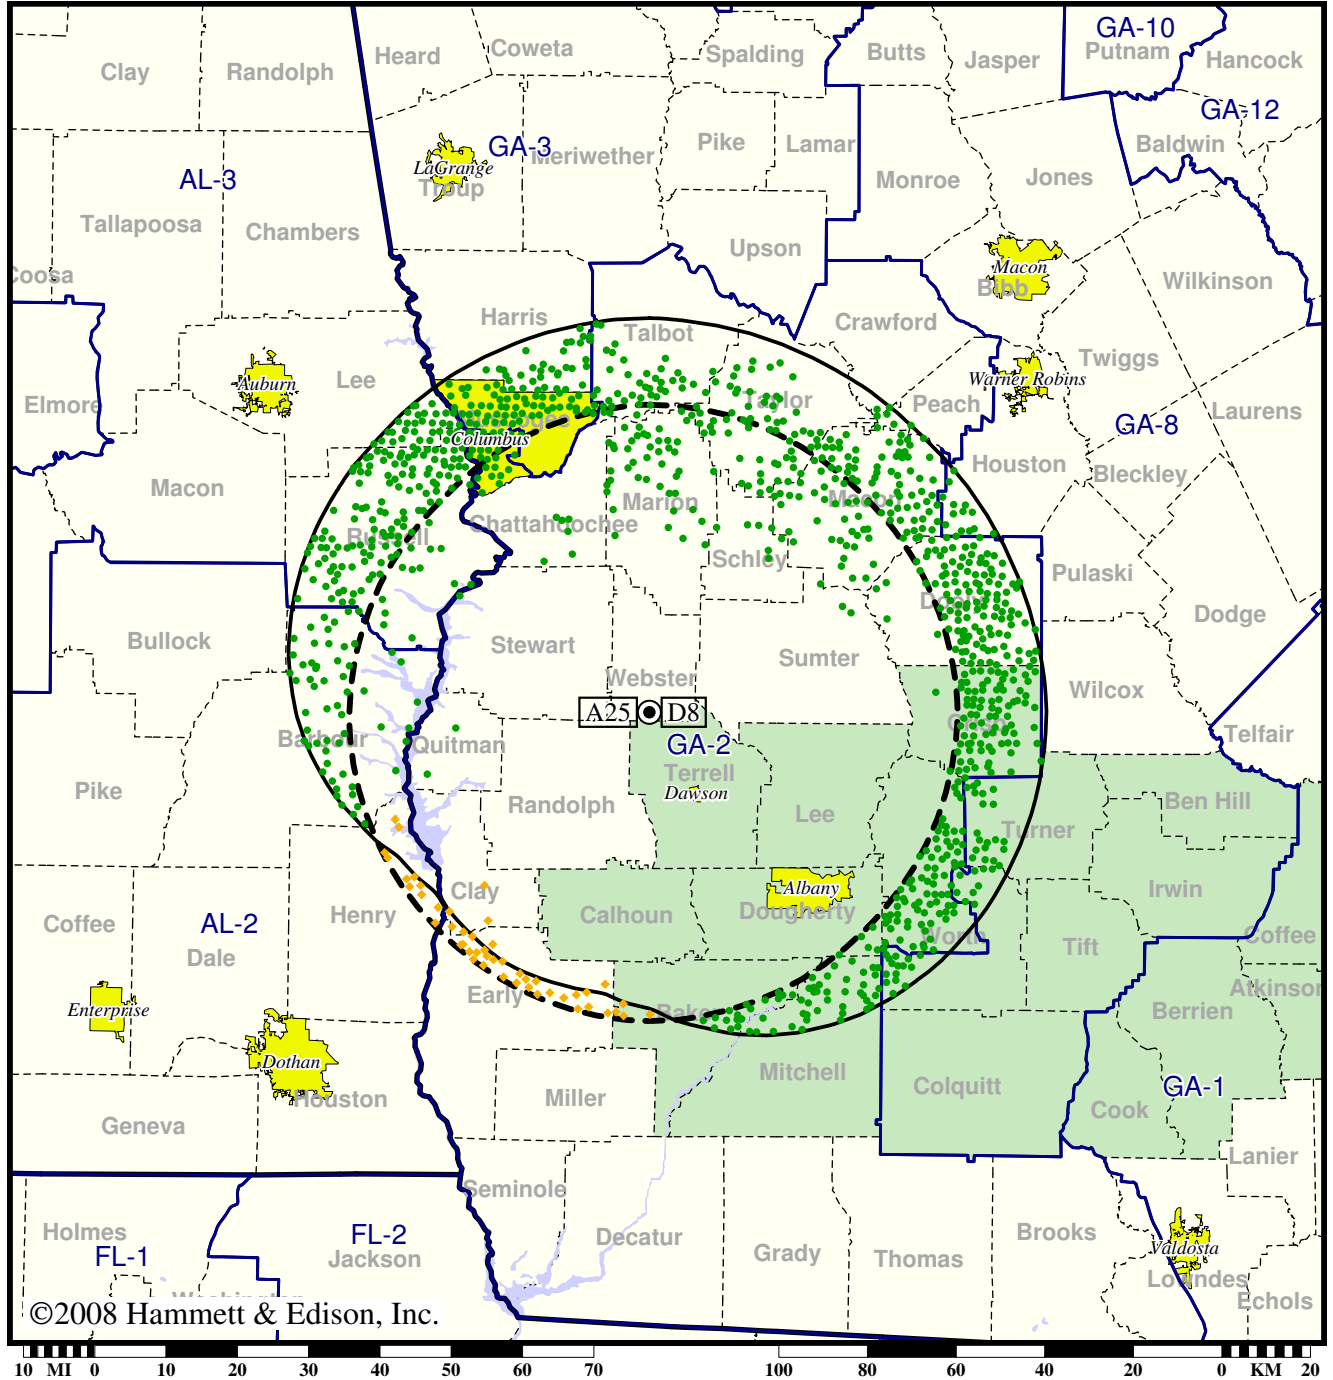 GA-10
Coweta
Heard
Spalding
Butts
Putnam
Clay
Randolph
Jasper
Hancock
GA-12
LaGrange
GA-3
Meriwether
Pike
Lamar
Baldwin
AL-3
Troup
Monroe
Jones
Tallapoosa
Chambers
Upson
Coosa
Macon
Bibb
Wilkinson
Harris
Talbot
Crawford
Auburn
Lee
Warner Robins
Twiggs
Elmore
Taylor
Peach
GA-8
Laurens
Columbus
Houston
Bleckley
Macon
Marion
Macon
Chattahoochee
Russell
Schley
Pulaski
Dooly
Dodge
Bullock
Stewart
Sumter
Webster
Wilcox
A25
D8
Crisp
Telfair
Barbour
Quitman
GA-2
Terrell
Dawson
Pike
Randolph
Lee
Turner
Ben Hill
Clay
Albany
Irwin
Henry
Calhoun
Dougherty
Coffee
AL-2
Worth
Tift
Coffee
Dale
Early
Atkinson
Enterprise
Baker
Berrien
Dothan
Mitchell
Colquitt
GA-1
Houston
Miller
Cook
Geneva
Lanier
Seminole
Holmes
FL-2
Decatur
Brooks
FL-1
Jackson
Grady
Thomas
Valdosta
Lowndes
Washington
Echols
©2008 Hammett & Edison, Inc.
10 MI 0 10 20 30 40 50 60 70 100 80 60 40 20 0 KM 20